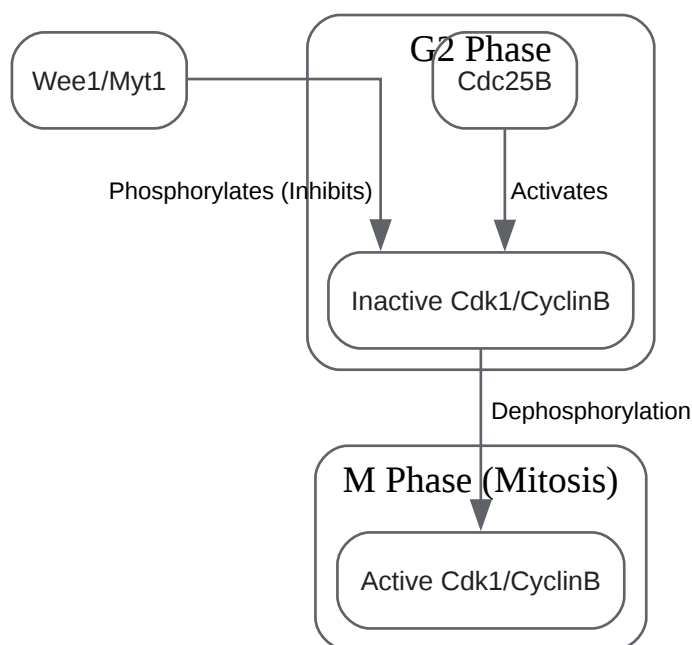 G2 Phase
Wee1/Myt1
Cdc25B
Phosphorylates (Inhibits)
Activates
Inactive Cdk1/CyclinB
Dephosphorylation
M Phase (Mitosis)
Active Cdk1/CyclinB